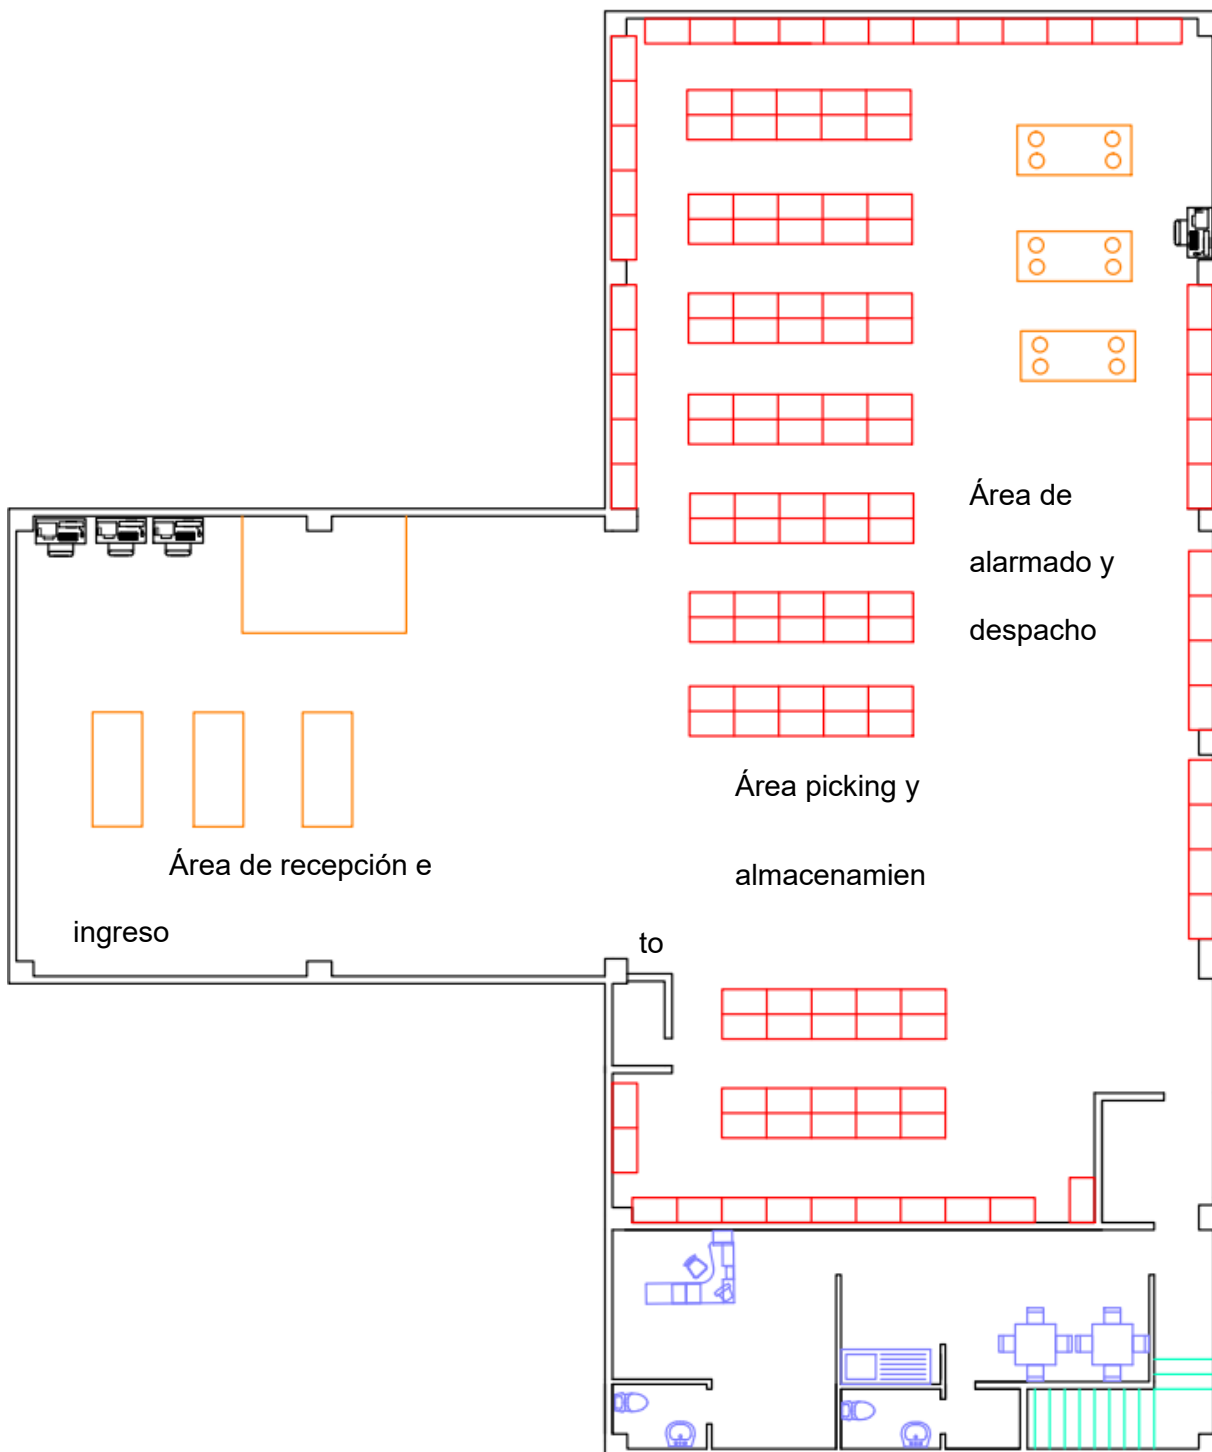 Área de
alarmado y
despacho
Área picking y
almacenamien
to
Área de recepción e
ingreso